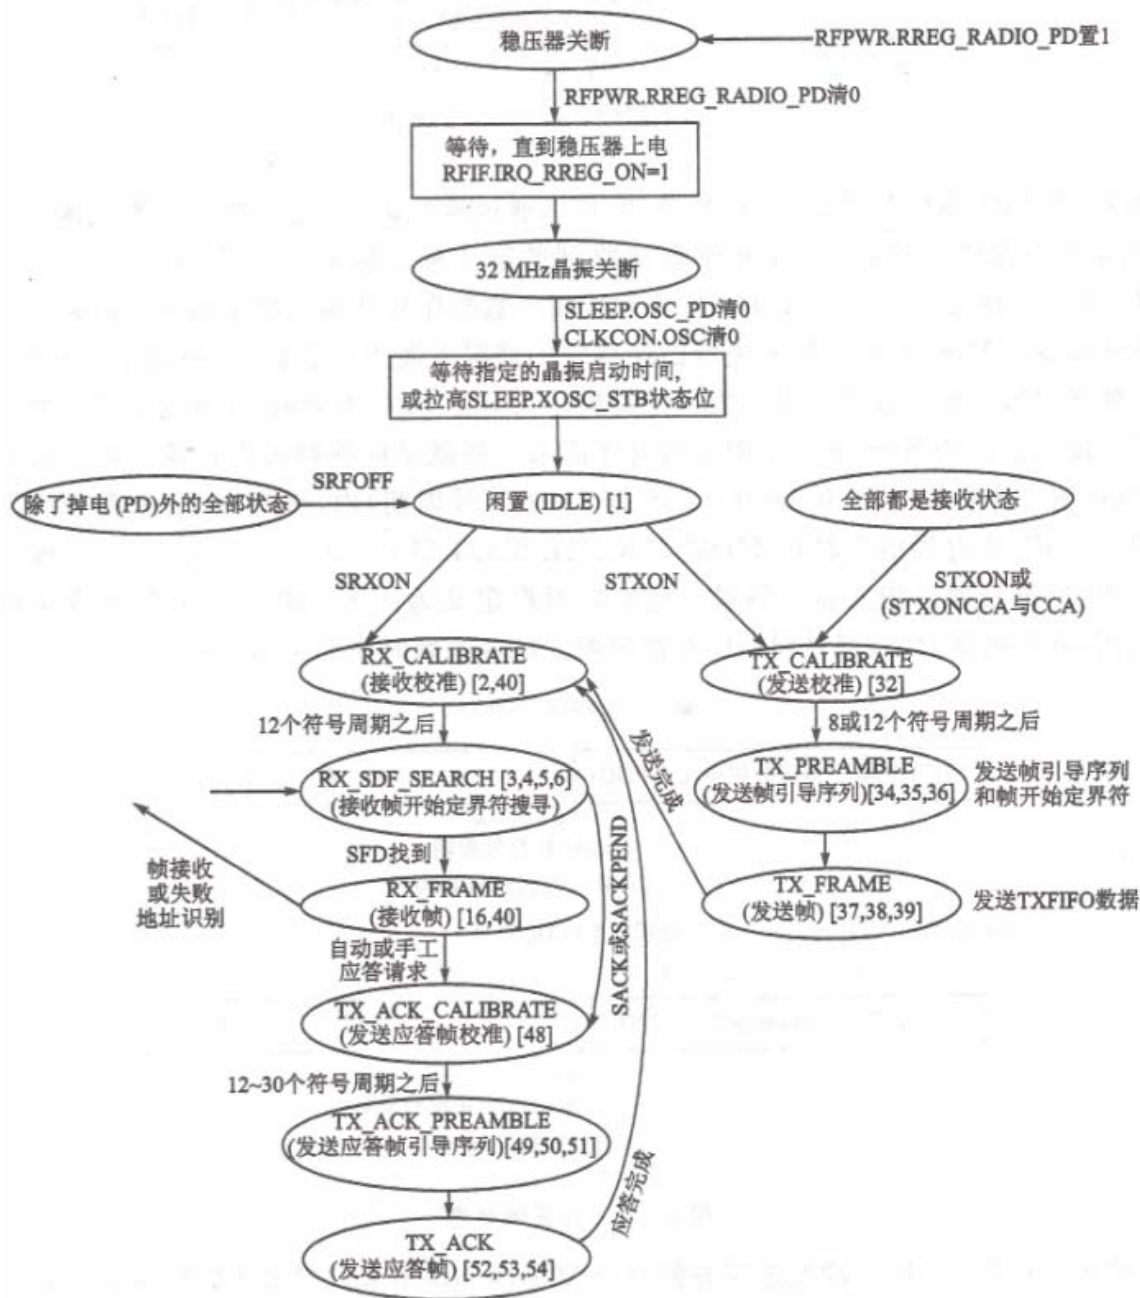 稳压器关断
RFPWR.RREG_RADIO_PD置1
RFPWR.RREG_RADIO_PD清0
等待，直到稳压器上电
RFIF.IRQ_RREG_ON=1
32 MHz晶振关断
SLEEP.OSC_PD清0
CLKCON.OSC清0
等待指定的晶振启动时间,
或拉高SLEEP.XOSC_STB状态位
除了掉电 (PD)外的全部状态
SRFOFF
闲置 (IDLE) [1]
全部都是接收状态
SRXON
STXON
STXON或
(STXONCCA与CCA)
RX_CALIBRATE
(接收校准) [2,40]
TX_CALIBRATE
(发送校准) [32]
12个符号周期之后
8或12个符号周期之后
发送完成
RX_SDF_SEARCH [3,4,5,6]
(接收帧开始定界符搜寻)
TX_PREAMBLE
(发送帧引导序列)[34,35,36]
发送帧引导序列
和帧开始定界符
SFD找到
SACK或SACKPEND
帧接收
或失败
地址识别
RX_FRAME
(接收帧) [16,40]
TX_FRAME
(发送帧) [37,38,39]
发送TXFIFO数据
自动或手工
应答请求
TX_ACK_CALIBRATE
(发送应答帧校准) [48]
12~30个符号周期之后
TX_ACK_PREAMBLE
(发送应答帧引导序列)[49,50,51]
应答完成
TX_ACK
(发送应答帧) [52,53,54]